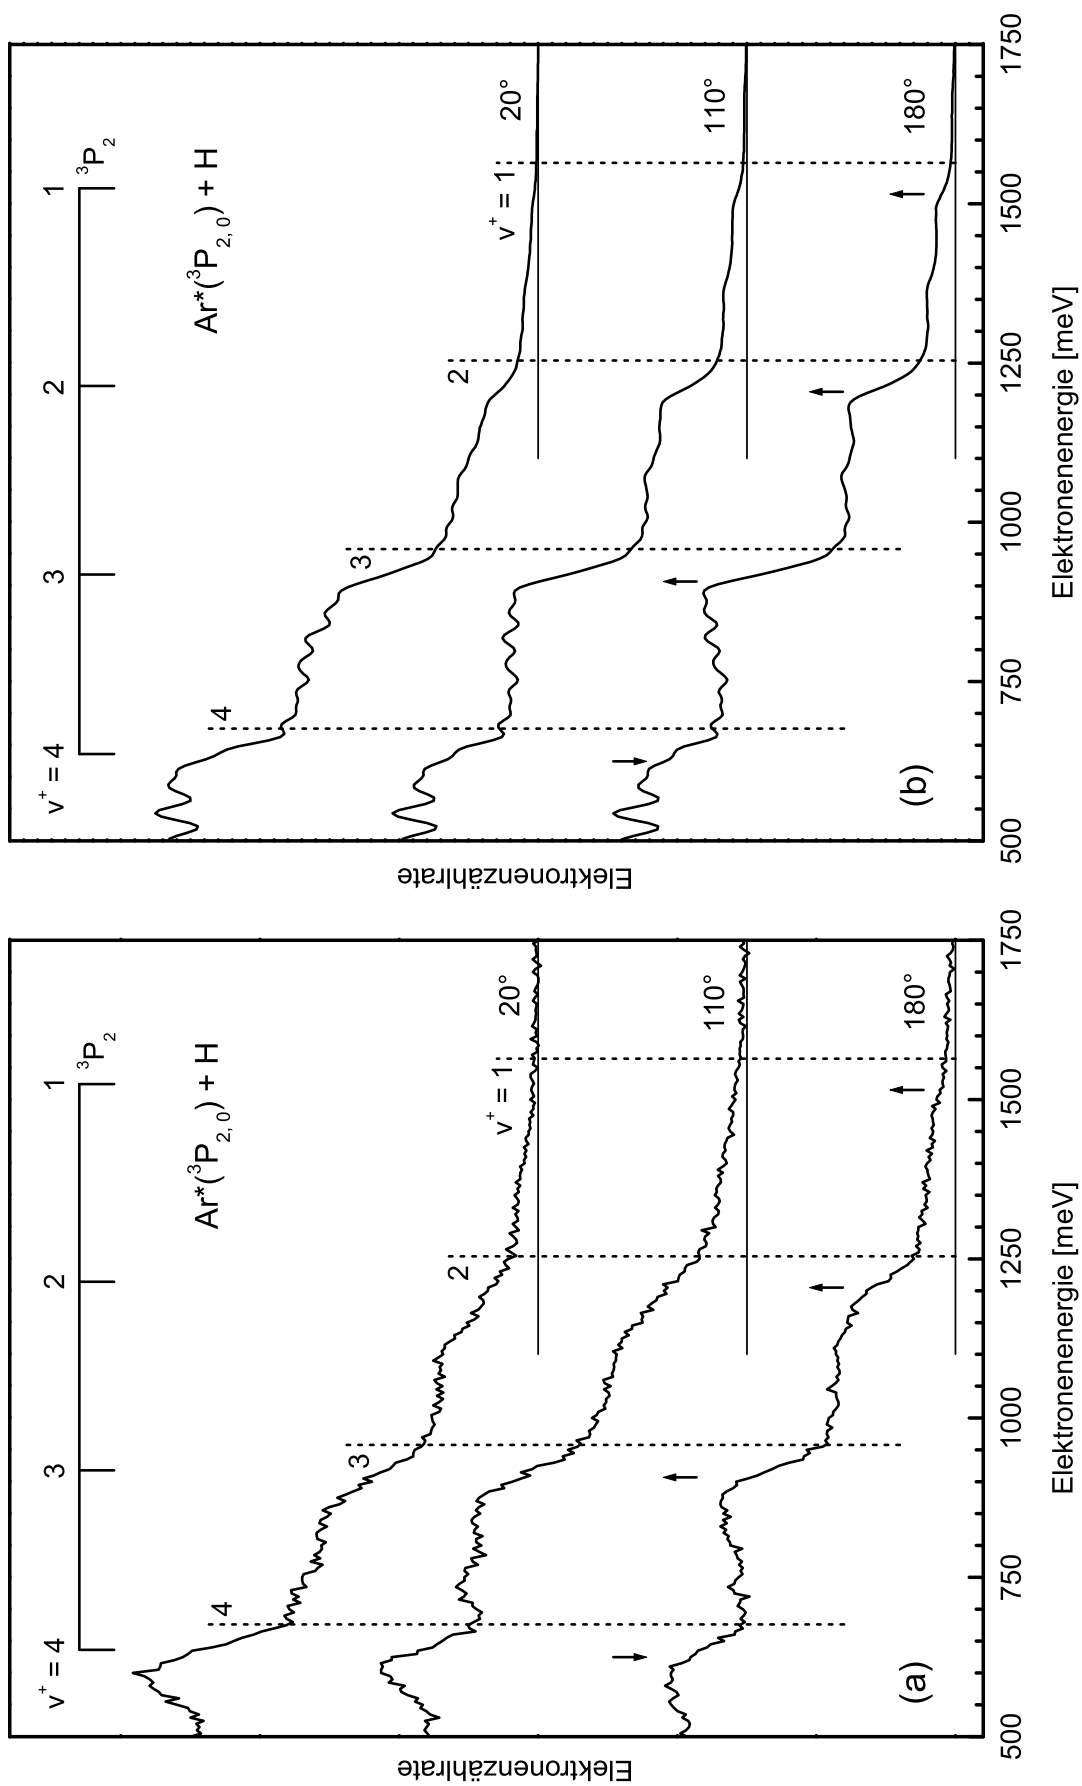 Elektronenzählrate
v⁺ = 4 3 2 1 ³P₂
Ar*(³P₂, ₀) + H
4
3
2
v⁺ = 1
20°
110°
180°
(a)
500 750 1000 1250 1500 1750
Elektronenenergie [meV]
Elektronenzählrate
v⁺ = 4 3 2 1 ³P₂
Ar*(³P₂, ₀) + H
4
3
2
v⁺ = 1
20°
110°
180°
(b)
500 750 1000 1250 1500 1750
Elektronenenergie [meV]